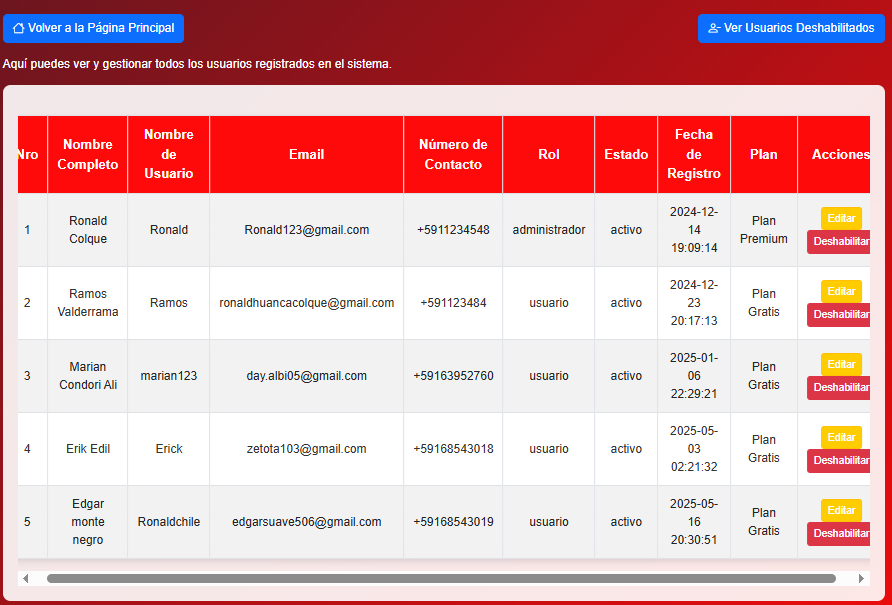 Volver a la Página Principal
Ver Usuarios Deshabilitados
Aquí puedes ver y gestionar todos los usuarios registrados en el sistema.
Nro Nombre Completo Nombre de Usuario Email Número de Contacto Rol Estado Fecha de Registro Plan Acciones
1 Ronald Colque Ronald Ronald123@gmail.com +5911234548 administrador activo 2024-12-14 19:09:14 Plan Premium Editar Deshabilitar
2 Ramos Valderrama Ramos ronaldhuancacolque@gmail.com +591123484 usuario activo 2024-12-23 20:17:13 Plan Gratis Editar Deshabilitar
3 Marian Condori Ali marian123 day.albi05@gmail.com +59163952760 usuario activo 2025-01-06 22:29:21 Plan Gratis Editar Deshabilitar
4 Erik Edil Erick zetota103@gmail.com +59168543018 usuario activo 2025-05-03 02:21:32 Plan Gratis Editar Deshabilitar
5 Edgar monte negro Ronaldchile edgarsuave506@gmail.com +59168543019 usuario activo 2025-05-16 20:30:51 Plan Gratis Editar Deshabilitar